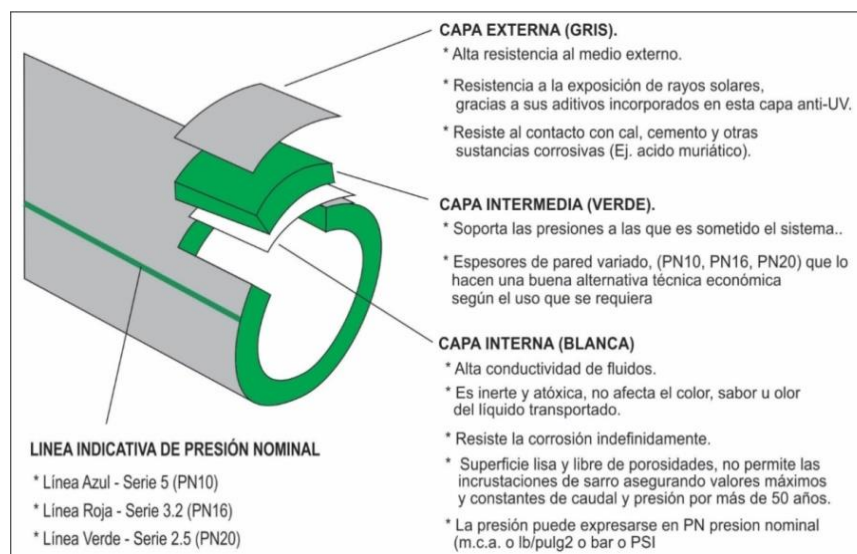 CAPA EXTERNA (GRIS).
* Alta resistencia al medio externo.
* Resistencia a la exposición de rayos solares,
gracias a sus aditivos incorporados en esta capa anti-UV.
* Resiste al contacto con cal, cemento y otras
sustancias corrosivas (Ej. acido muriático).
CAPA INTERMEDIA (VERDE).
* Soporta las presiones a las que es sometido el sistema..
* Espesores de pared variado, (PN10, PN16, PN20) que lo
hacen una buena alternativa técnica económica
según el uso que se requiera
CAPA INTERNA (BLANCA)
* Alta conductividad de fluidos.
* Es inerte y atóxica, no afecta el color, sabor u olor
del líquido transportado.
* Resiste la corrosión indefinidamente.
* Superficie lisa y libre de porosidades, no permite las
incrustaciones de sarro asegurando valores máximos
y constantes de caudal y presión por más de 50 años.
* La presión puede expresarse en PN presion nominal
(m.c.a. o lb/pulg2 o bar o PSI
LINEA INDICATIVA DE PRESIÓN NOMINAL
* Línea Azul - Serie 5 (PN10)
* Línea Roja - Serie 3.2 (PN16)
* Línea Verde - Serie 2.5 (PN20)